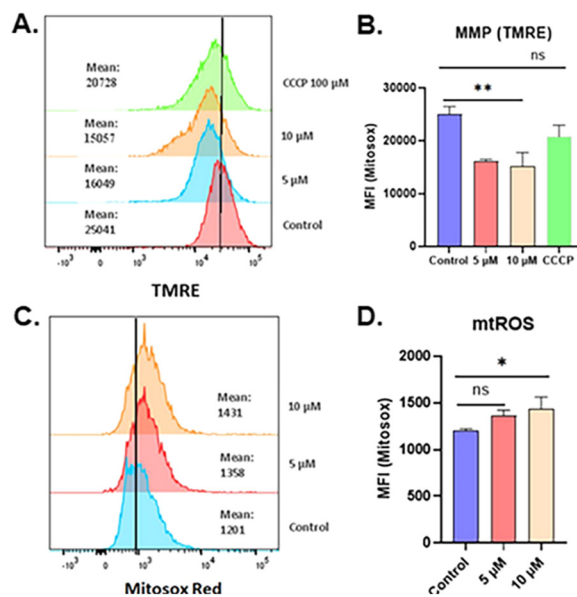 A.
Mean:
20728
CCCP 100 µM
Mean:
15057
10 µM
Mean:
16049
5 µM
Mean:
25041
Control
-10³ 0 10³ 10⁴ 10⁵
TMRE
B.
MMP (TMRE)
ns
**
30000
20000
10000
0
MFI (Mitosox)
Control 5 µM 10 µM CCCP
C.
Mean:
1431
10 µM
Mean:
1358
5 µM
Mean:
1201
Control
-10³ 0 10³ 10⁴ 10⁵
Mitosox Red
D.
mtROS
*
ns
2000
1500
1000
500
0
MFI (Mitosox)
Control 5 µM 10 µM